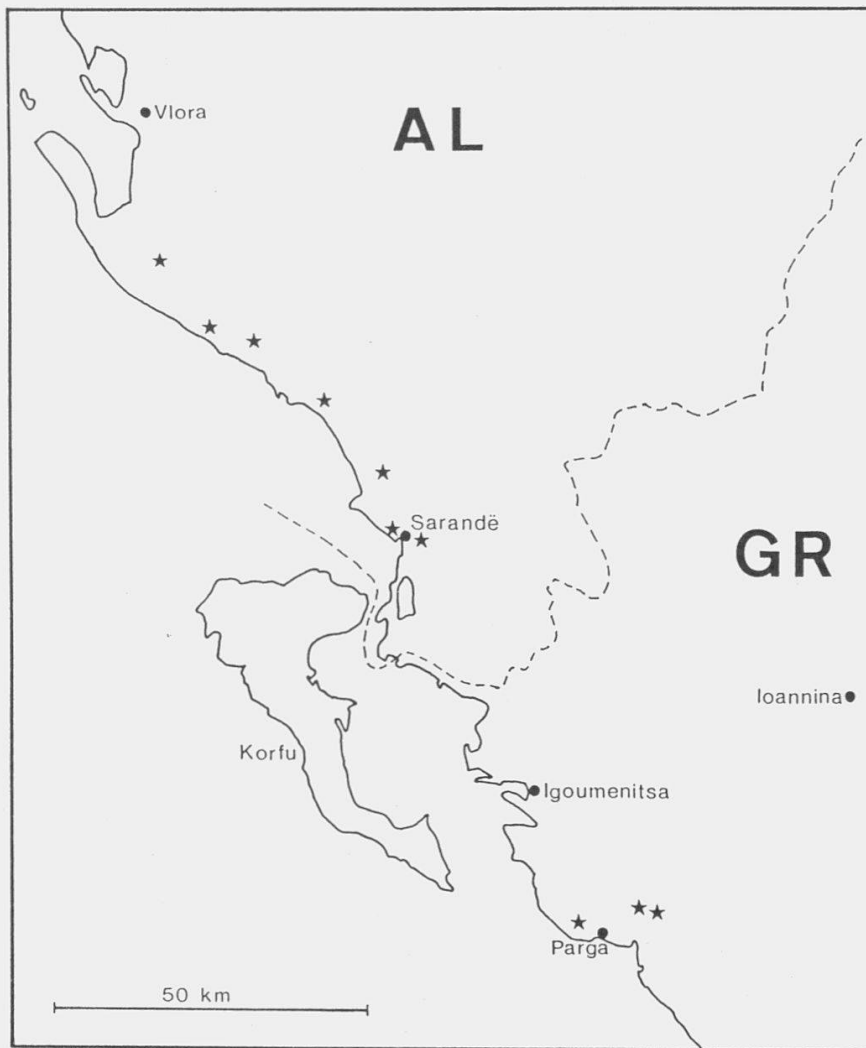 Vlora
AL
Sarandë
GR
Ioannina
Korfu
Igoumenitsa
Parga
50 km